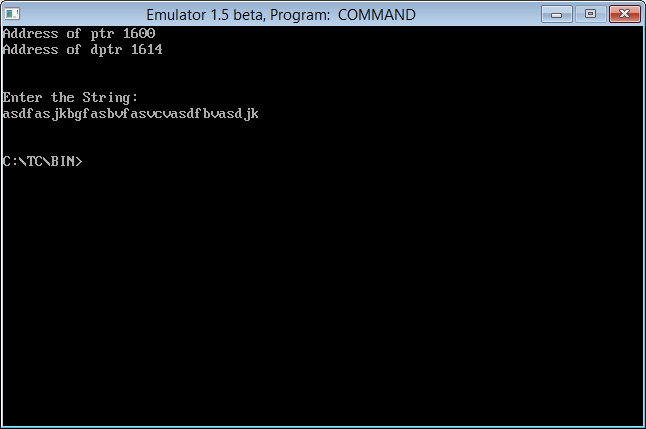 Emulator 1.5 beta, Program:  COMMAND
Address of ptr 1600
Address of dptr 1614
Enter the String:
asdfasjkbgfasbvfasvcvasdfbvasdjk
C:\TC\BIN>